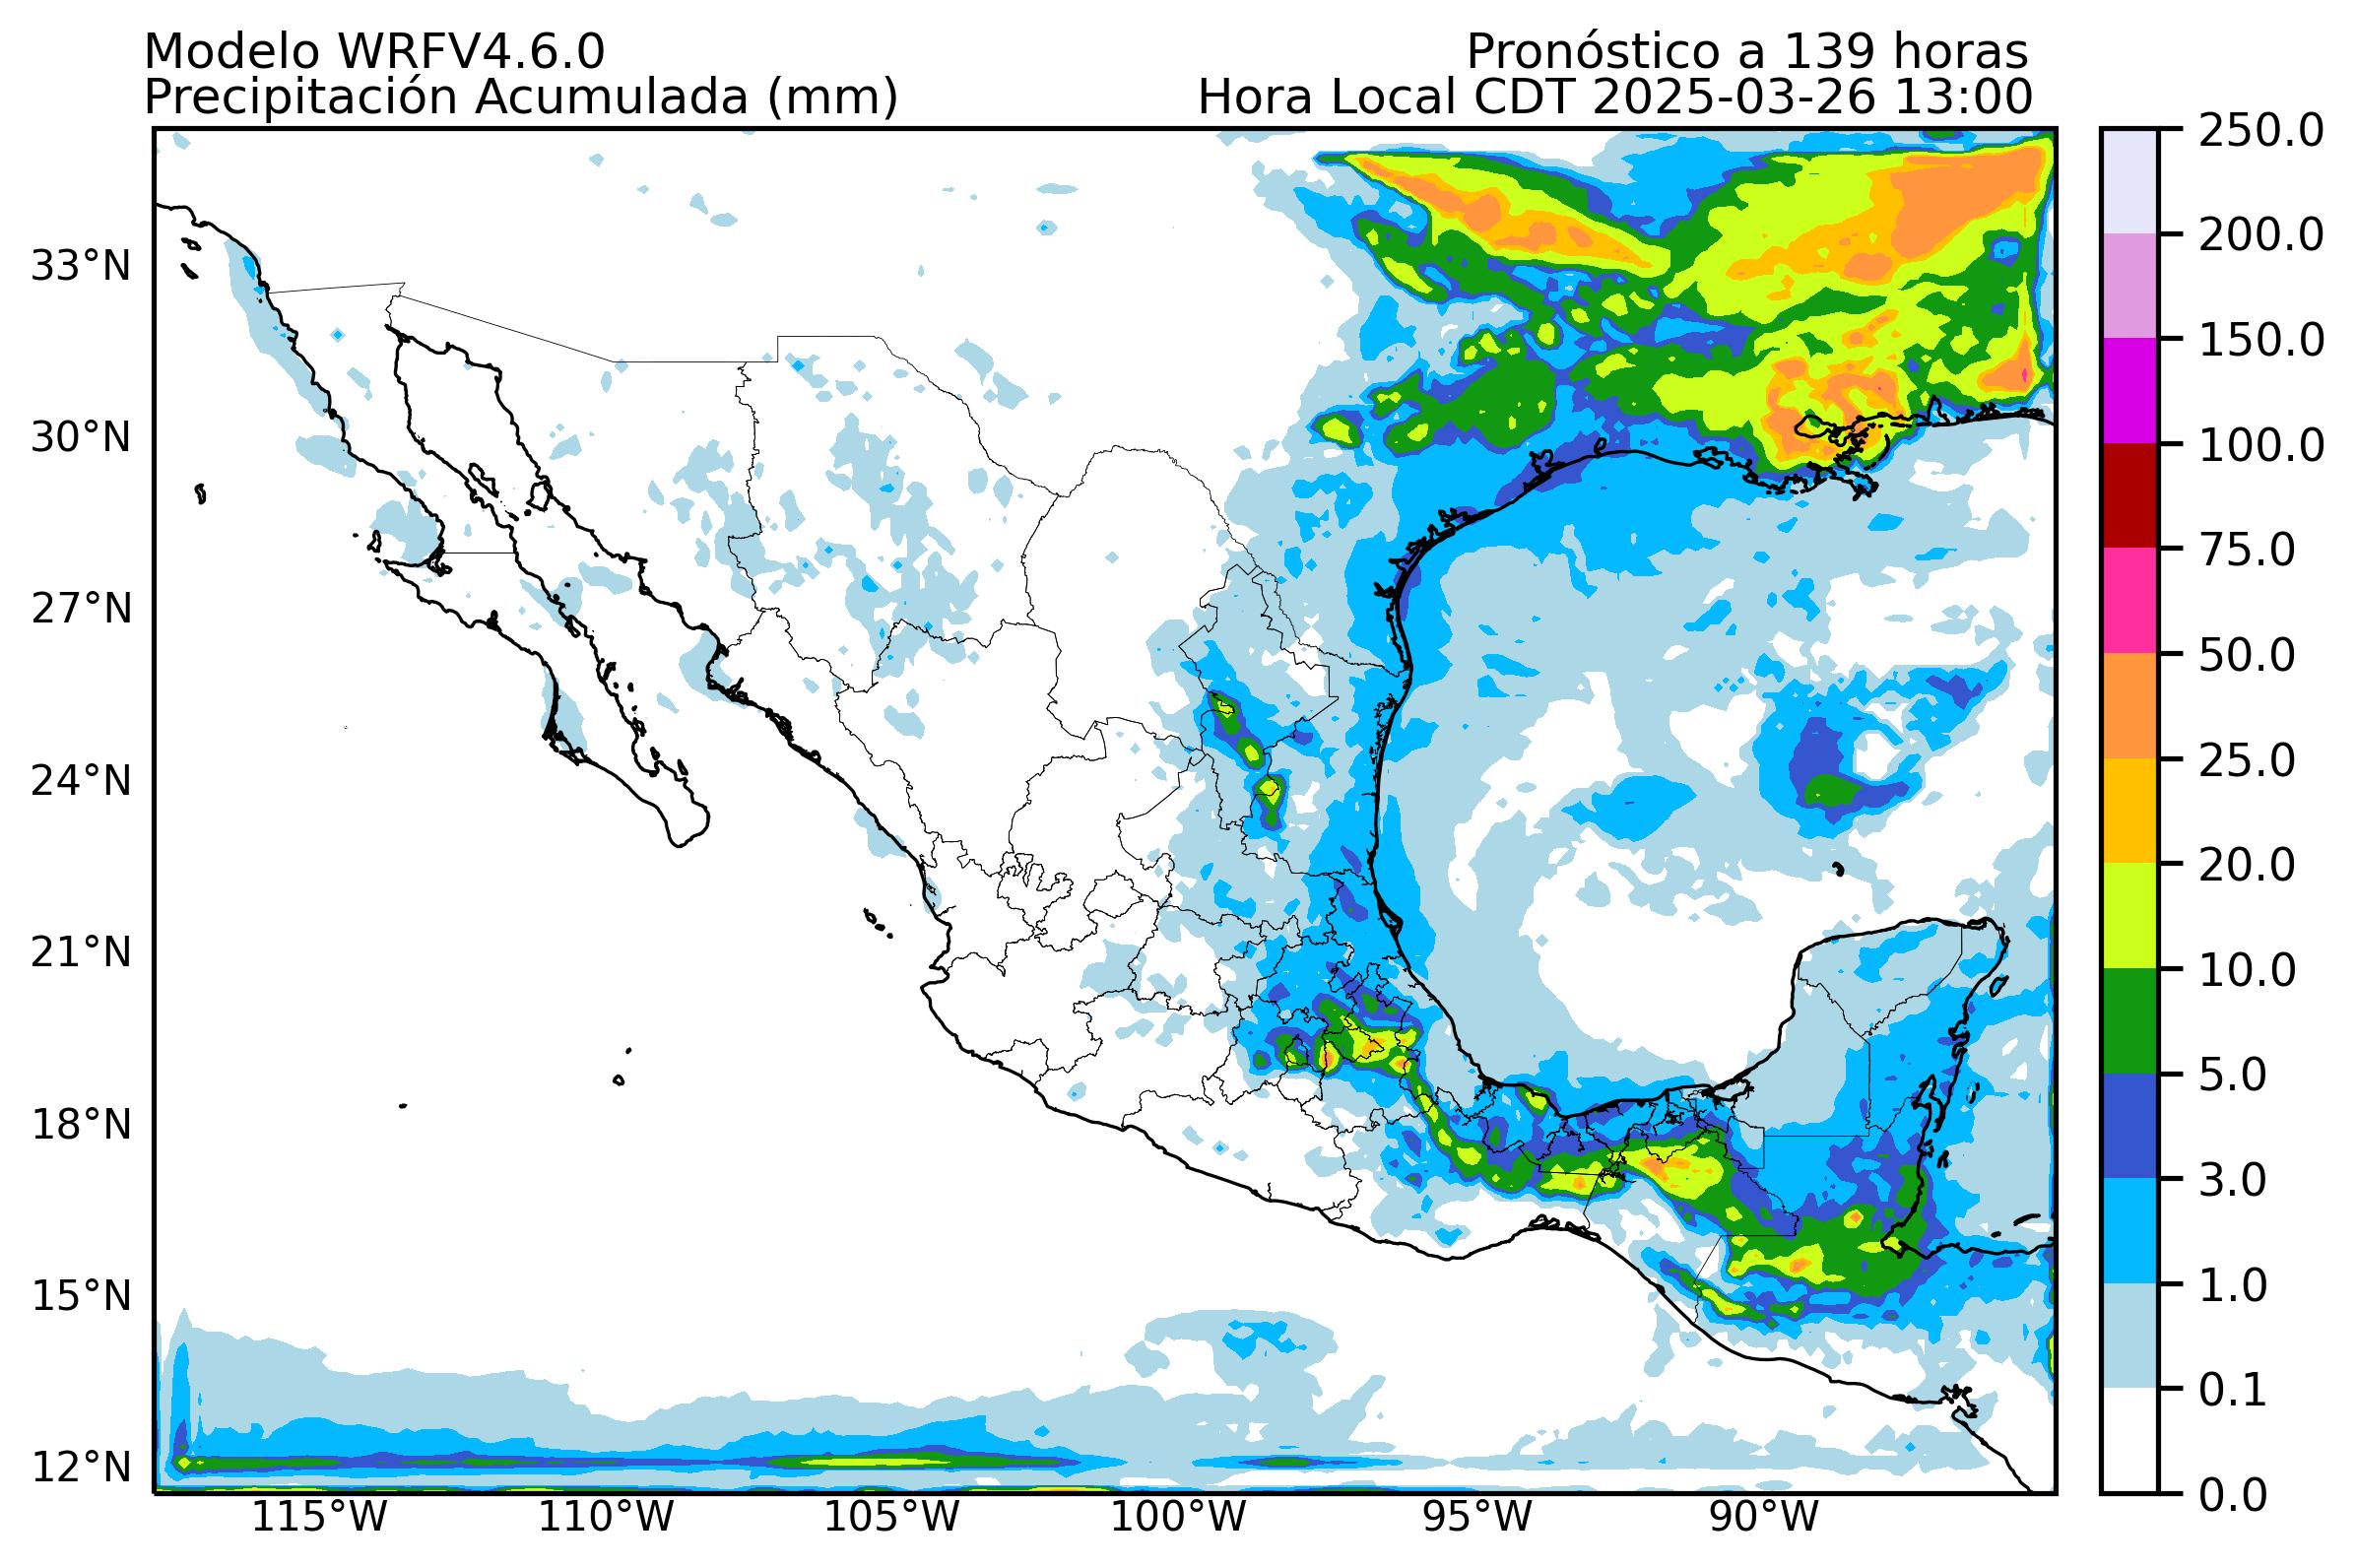 Modelo WRFV4.6.0
Pronóstico a 139 horas
Precipitación Acumulada (mm)
Hora Local CDT 2025-03-26 13:00
33°N
30°N
27°N
24°N
21°N
18°N
15°N
12°N
115°W
110°W
105°W
100°W
95°W
90°W
250.0
200.0
150.0
100.0
75.0
50.0
25.0
20.0
10.0
5.0
3.0
1.0
0.1
0.0